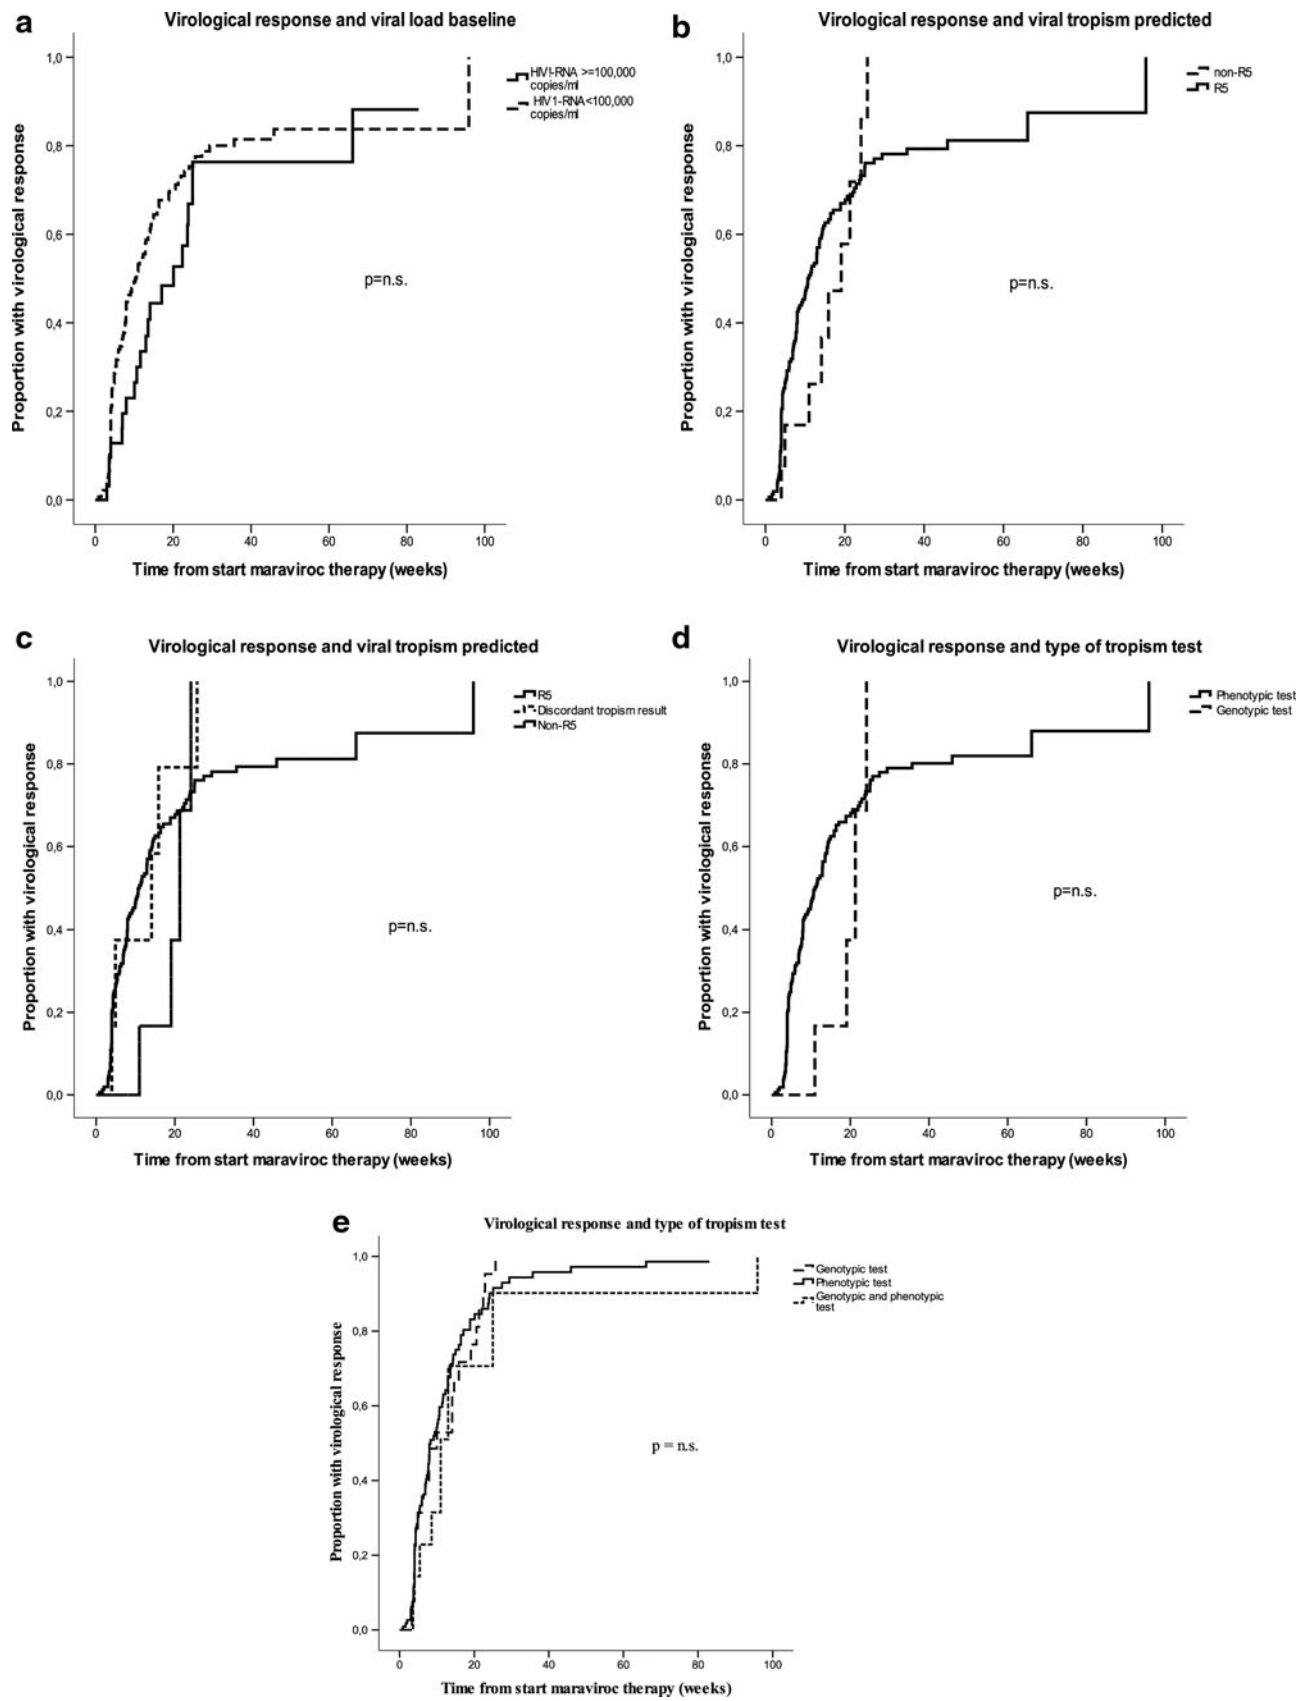 a
Virological response and viral load baseline
1,0
0,8
0,6
0,4
0,2
0,0
Proportion with virological response
HIV!-RNA >=100,000
copies/ml
HIV1-RNA<100,000
copies/ml
p=n.s.
0 20 40 60 80 100
Time from start maraviroc therapy (weeks)
b
Virological response and viral tropism predicted
1,0
0,8
0,6
0,4
0,2
0,0
Proportion with virological response
non-R5
R5
p=n.s.
0 20 40 60 80 100
Time from start maraviroc therapy (weeks)
c
Virological response and viral tropism predicted
1,0
0,8
0,6
0,4
0,2
0,0
Proportion with virological response
R5
Discordant tropism result
Non-R5
p=n.s.
0 20 40 60 80 100
Time from start maraviroc therapy (weeks)
d
Virological response and type of tropism test
1,0
0,8
0,6
0,4
0,2
0,0
Proportion with virological response
Phenotypic test
Genotypic test
p=n.s.
0 20 40 60 80 100
Time from start maraviroc therapy (weeks)
e
Virological response and type of tropism test
1,0
0,8
0,6
0,4
0,2
0,0
Proportion with virological response
Genotypic test
Phenotypic test
Genotypic and phenotypic
test
p = n.s.
0 20 40 60 80 100
Time from start maraviroc therapy (weeks)